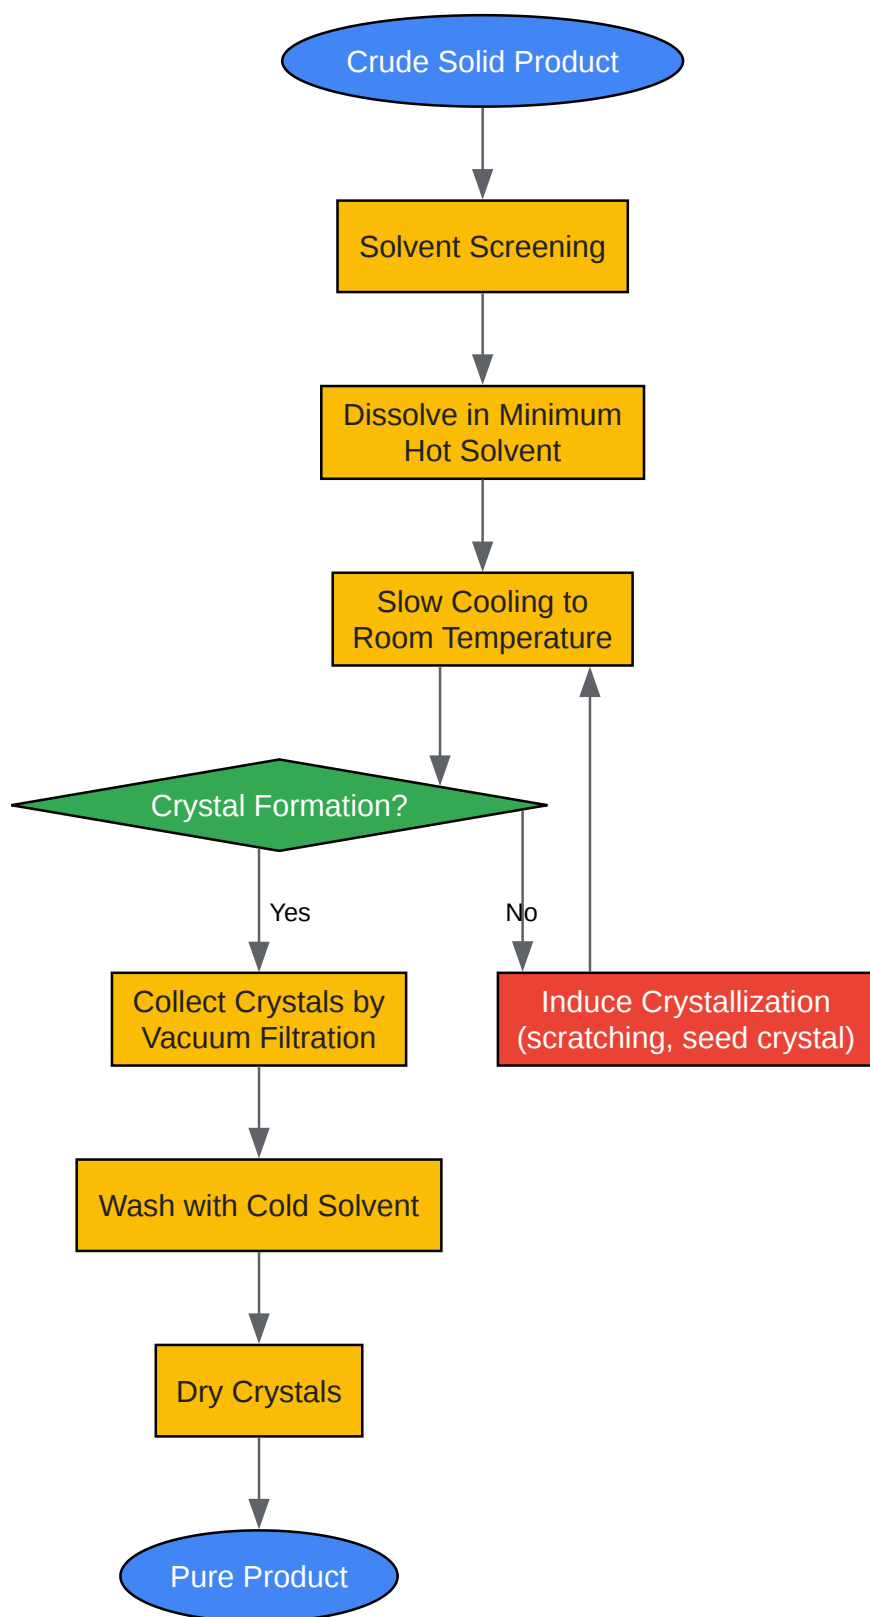 Crude Solid Product
Solvent Screening
Dissolve in Minimum
Hot Solvent
Slow Cooling to
Room Temperature
Crystal Formation?
Yes
No
Collect Crystals by
Vacuum Filtration
Induce Crystallization
(scratching, seed crystal)
Wash with Cold Solvent
Dry Crystals
Pure Product